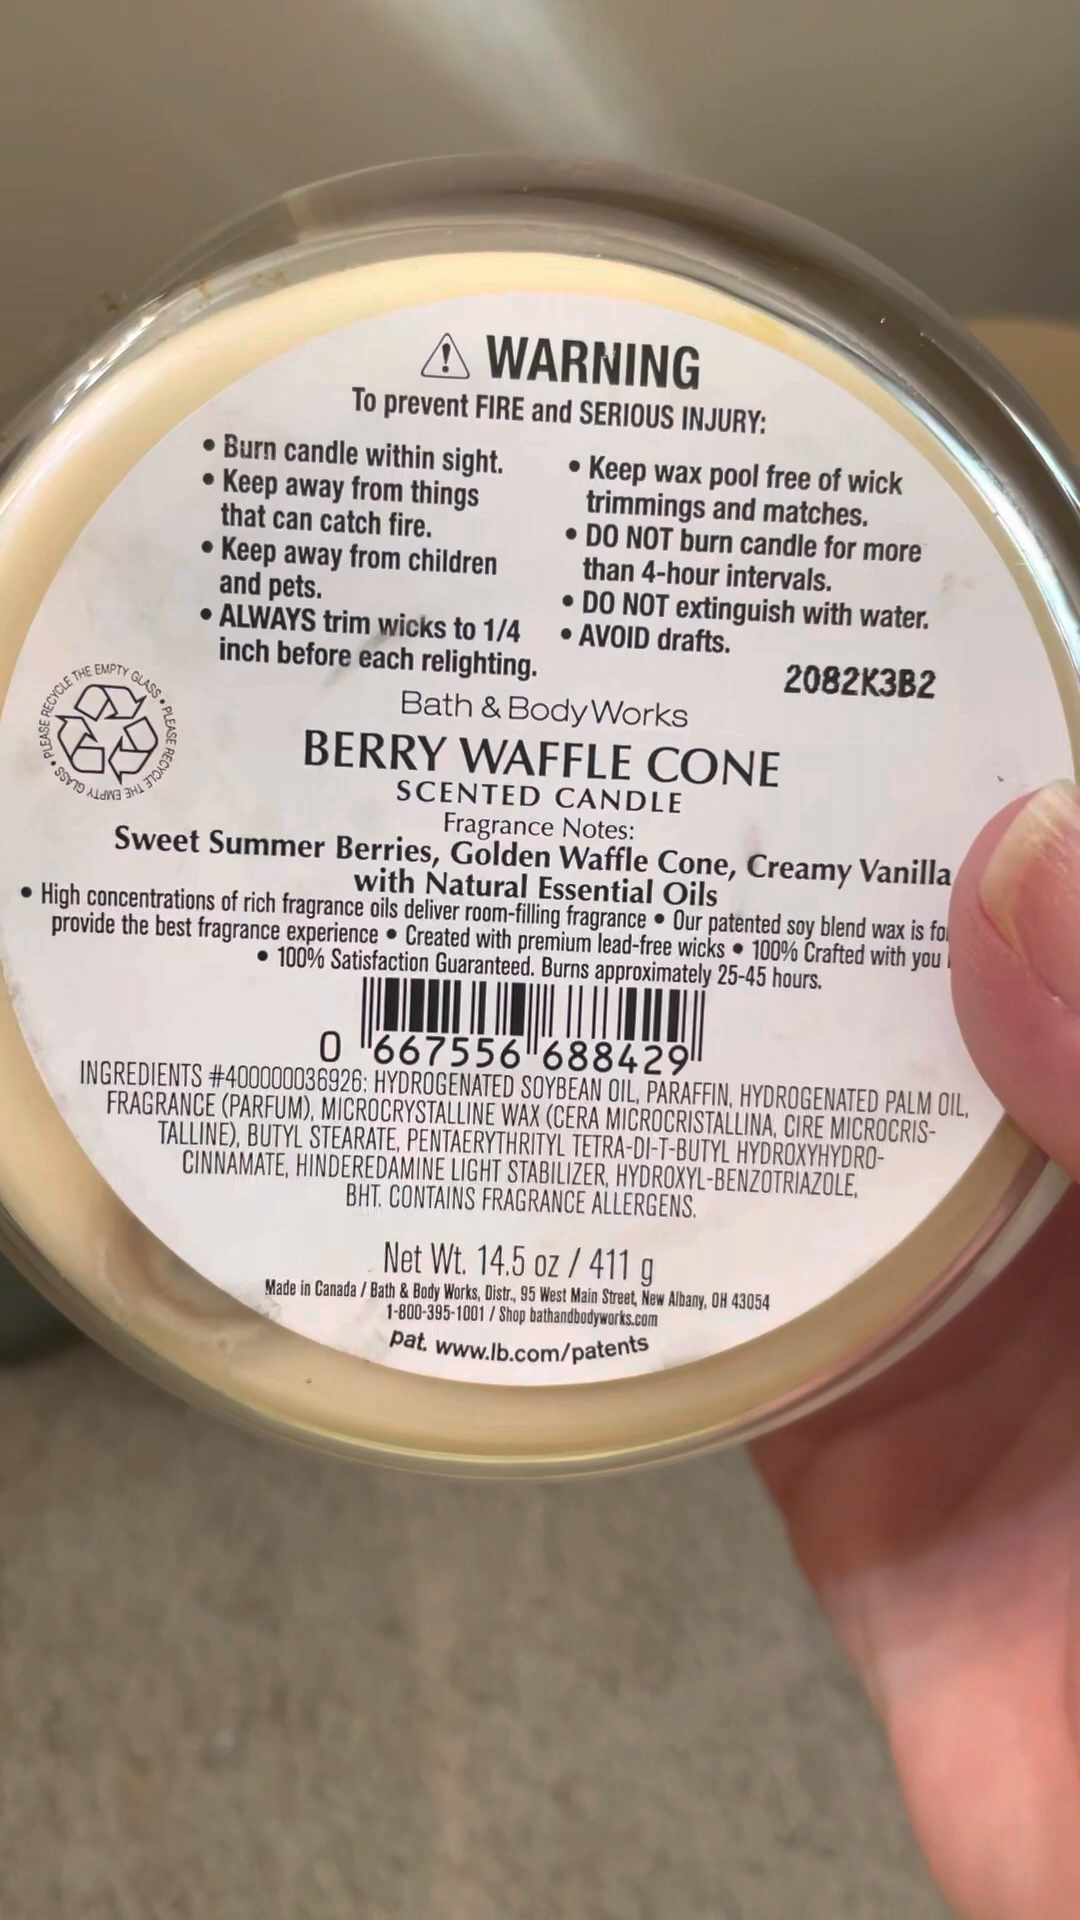 WARNING
To prevent FIRE and SERIOUS INJURY:
• Burn candle within sight.
• Keep away from things
that can catch fire.
• Keep away from children
and pets.
• ALWAYS trim wicks to 1/4
inch before each relighting.
• Keep wax pool free of wick
trimmings and matches.
• DO NOT burn candle for more
than 4-hour intervals.
• DO NOT extinguish with water.
• AVOID drafts.
2082K3B2
PLEASE RECYCLE THE EMPTY GLASS • PLEASE RECYCLE THE EMPTY GLASS •
Bath & Body Works
BERRY WAFFLE CONE
SCENTED CANDLE
Fragrance Notes:
Sweet Summer Berries, Golden Waffle Cone, Creamy Vanilla
with Natural Essential Oils
• High concentrations of rich fragrance oils deliver room-filling fragrance • Our patented soy blend wax is
provide the best fragrance experience • Created with premium lead-free wicks • 100% Crafted with you
• 100% Satisfaction Guaranteed. Burns approximately 25-45 hours.
0 667556 688429
INGREDIENTS #400000036926: HYDROGENATED SOYBEAN OIL, PARAFFIN, HYDROGENATED PALM OIL,
FRAGRANCE (PARFUM), MICROCRYSTALLINE WAX (CERA MICROCRISTALLINA, CIRE MICROCRIS-
TALLINE), BUTYL STEARATE, PENTAERYTHRITYL TETRA-DI-T-BUTYL HYDROXYHYDRO-
CINNAMATE, HINDEREDAMINE LIGHT STABILIZER, HYDROXYL-BENZOTRIAZOLE,
BHT. CONTAINS FRAGRANCE ALLERGENS.
Net Wt. 14.5 oz / 411 g
Made in Canada / Bath & Body Works, Distr., 95 West Main Street, New Albany, OH 43054
1-800-395-1001 / Shop bathandbodyworks.com
pat. www.lb.com/patents